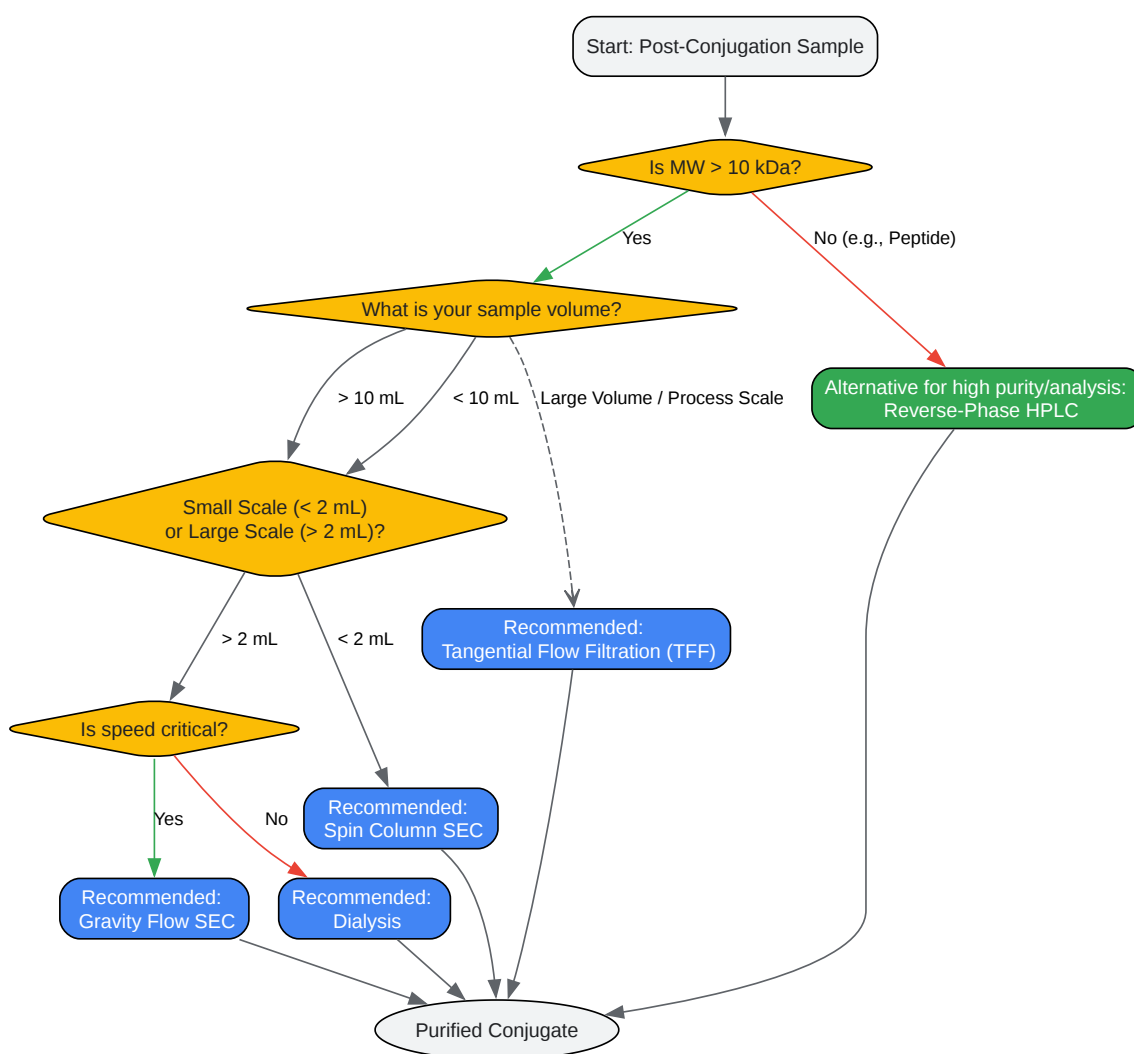 Start: Post-Conjugation Sample
Is MW > 10 kDa?
Yes
No (e.g., Peptide)
What is your sample volume?
> 10 mL
< 10 mL
Large Volume / Process Scale
Alternative for high purity/analysis:
Reverse-Phase HPLC
Small Scale (< 2 mL)
or Large Scale (> 2 mL)?
> 2 mL
< 2 mL
Recommended:
Tangential Flow Filtration (TFF)
Is speed critical?
Yes
No
Recommended:
Spin Column SEC
Recommended:
Gravity Flow SEC
Recommended:
Dialysis
Purified Conjugate